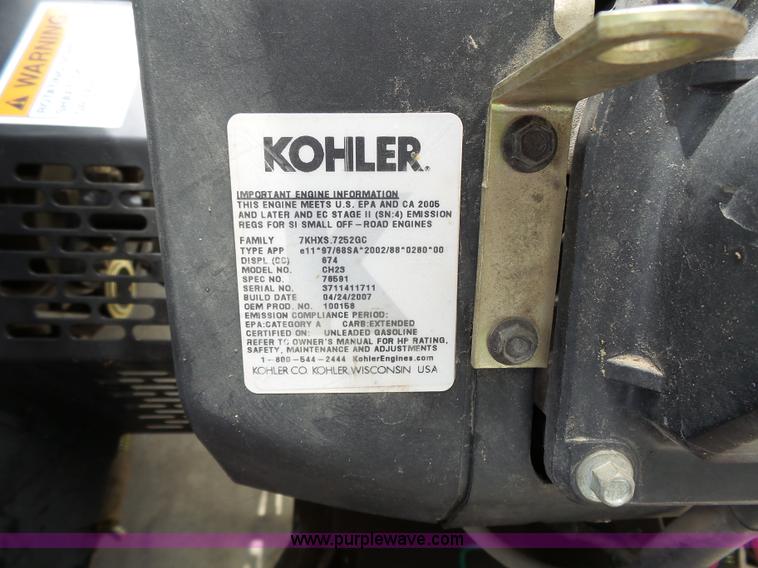 WARNING
KOHLER.
IMPORTANT ENGINE INFORMATION
THIS ENGINE MEETS U.S. EPA AND CA 2005
AND LATER AND EC STAGE II (SN:4) EMISSION
REGS FOR SI SMALL OFF-ROAD ENGINES
FAMILY 7KHXS.7252GC
TYPE APP e11*97/68SA*2002/88*0280*00
DISPL (CC) 674
MODEL NO. CH23
SPEC NO. 76591
SERIAL NO. 3711411711
BUILD DATE 04/24/2007
OEM PROD. NO. 100158
EMISSION COMPLIANCE PERIOD:
EPA:CATEGORY A CARB:EXTENDED
CERTIFIED ON: UNLEADED GASOLINE
REFER TO OWNER'S MANUAL FOR HP RATING,
SAFETY, MAINTENANCE AND ADJUSTMENTS
1-800-544-2444 KohlerEngines.com
KOHLER CO. KOHLER, WISCONSIN USA
www.purplewave.com